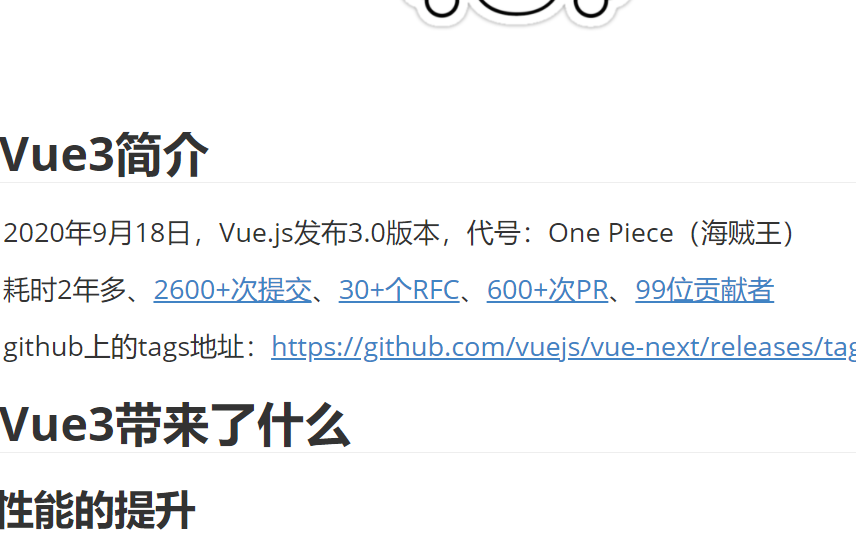 Vue3简介
2020年9月18日，Vue.js发布3.0版本，代号：One Piece（海贼王）
耗时2年多、2600+次提交、30+个RFC、600+次PR、99位贡献者
github上的tags地址：https://github.com/vuejs/vue-next/releases/tag
Vue3带来了什么
性能的提升